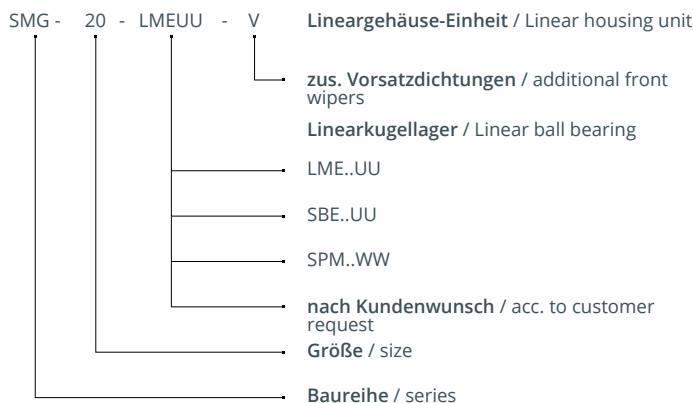 SMG - 20 - LMEUU - V Lineargehäuse-Einheit / Linear housing unit
zus. Vorsatzdichtungen / additional front
wipers
Linearkugellager / Linear ball bearing
LME..UU
SBE..UU
SPM..WW
nach Kundenwunsch / acc. to customer
request
Größe / size
Baureihe / series